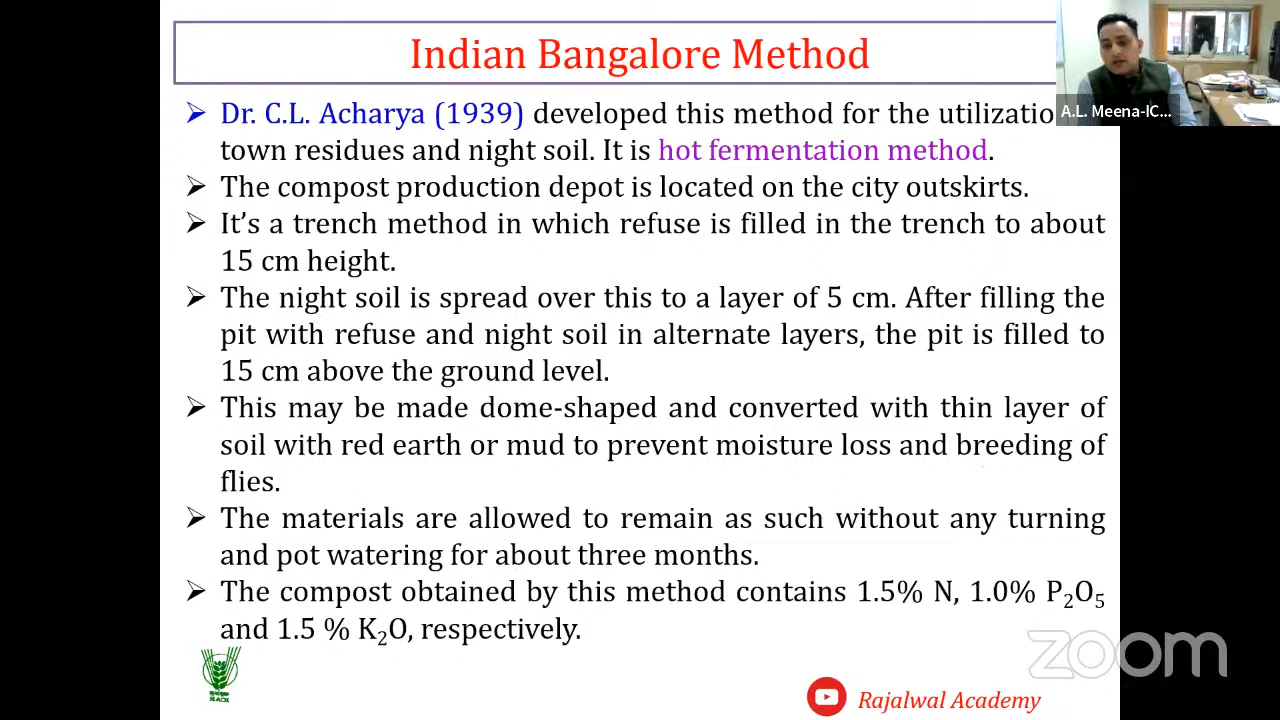 Indian Bangalore Method
A.L. Meena-IC...
➢ Dr. C.L. Acharya (1939) developed this method for the utilizatio
town residues and night soil. It is hot fermentation method.
➢ The compost production depot is located on the city outskirts.
➢ It's a trench method in which refuse is filled in the trench to about
15 cm height.
➢ The night soil is spread over this to a layer of 5 cm. After filling the
pit with refuse and night soil in alternate layers, the pit is filled to
15 cm above the ground level.
➢ This may be made dome-shaped and converted with thin layer of
soil with red earth or mud to prevent moisture loss and breeding of
flies.
➢ The materials are allowed to remain as such without any turning
and pot watering for about three months.
➢ The compost obtained by this method contains 1.5% N, 1.0% P₂O₅
and 1.5 % K₂O, respectively.
zoom
Rajalwal Academy